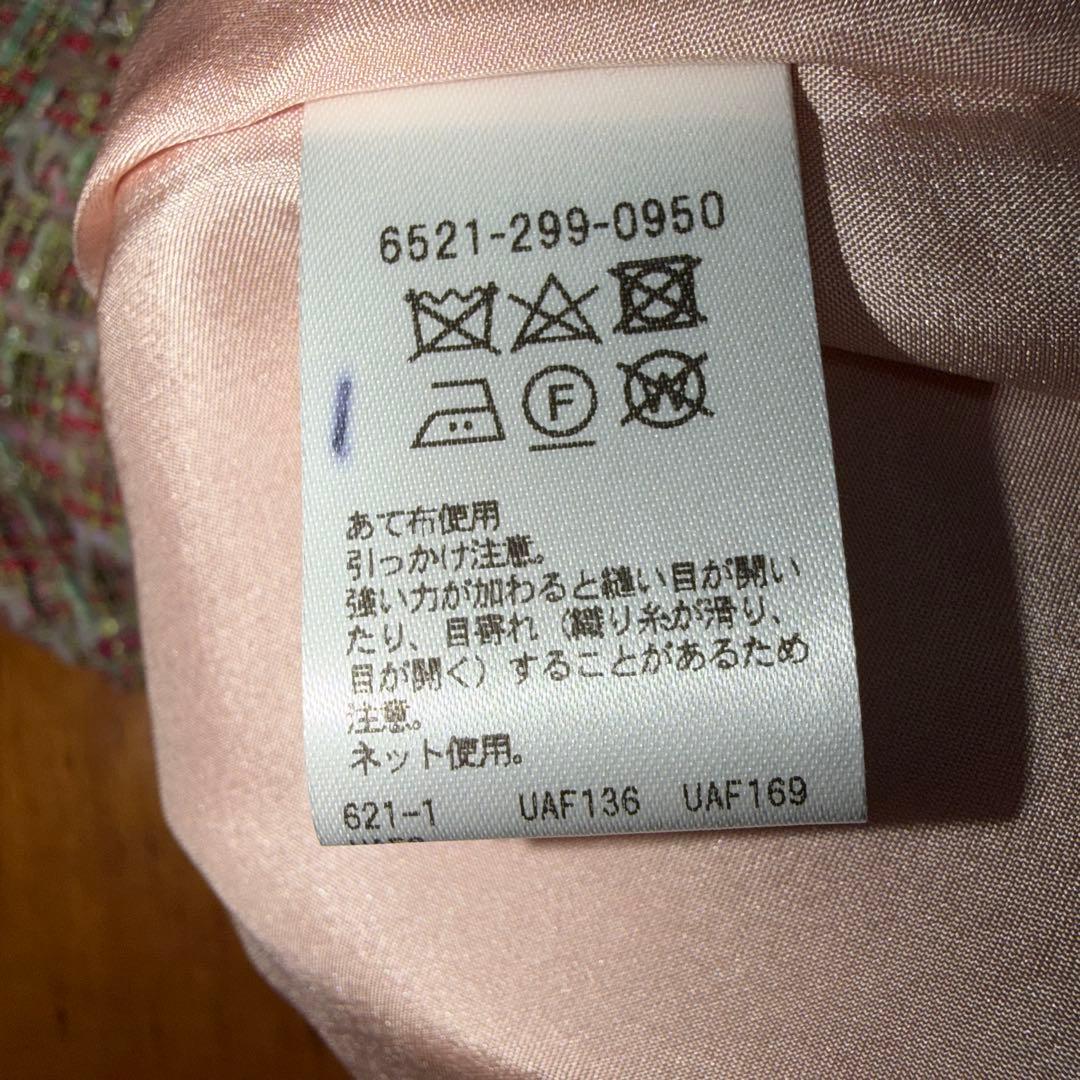 6521-299-0950
F
W
あて布使用
引っかけ注意。
強い力が加わると縫い目が開い
たり、目寄れ（織り糸が滑り、
目が開く）することがあるため
注意。
ネット使用。
621-1 UAF136 UAF169